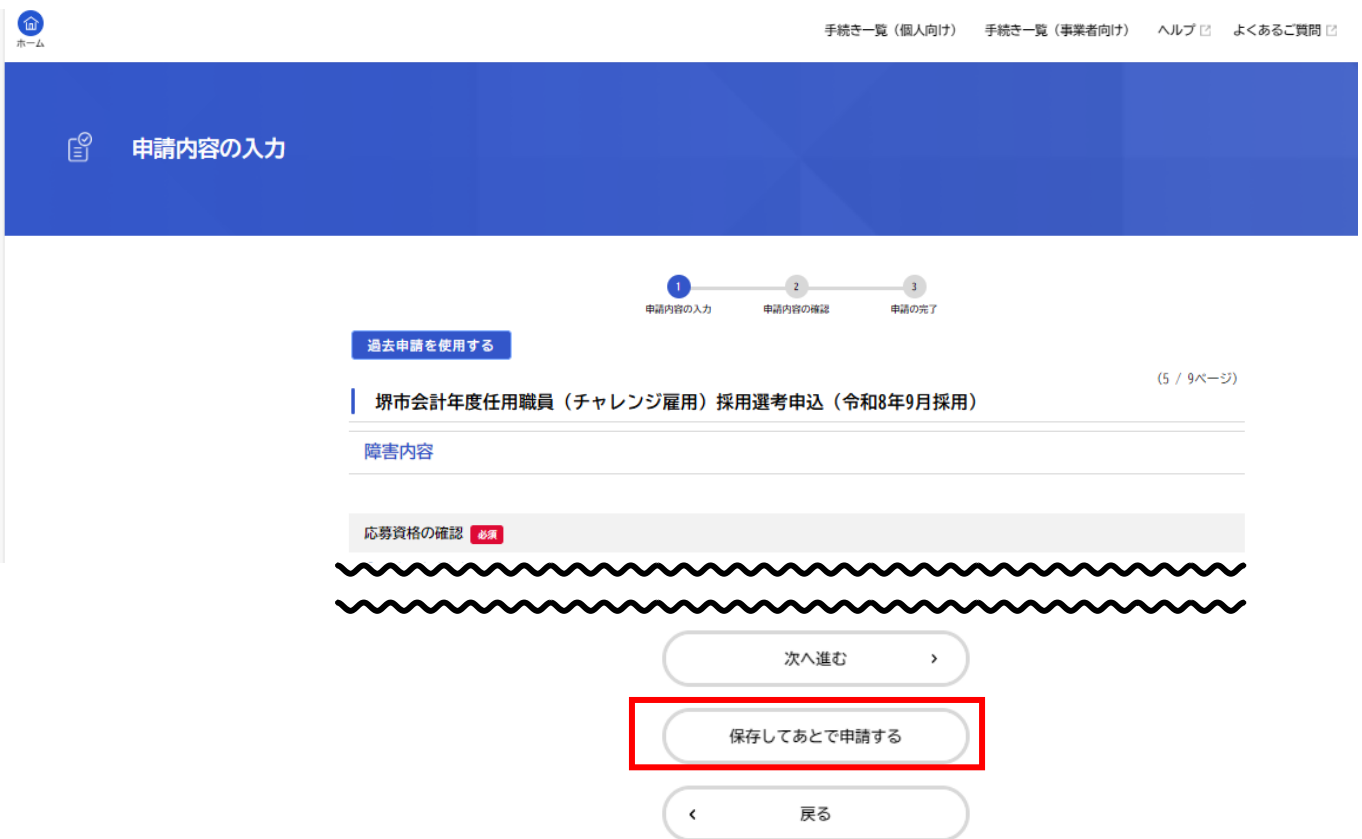 ホーム
手続き一覧（個人向け） 手続き一覧（事業者向け） ヘルプ よくあるご質問
申請内容の入力
1 2 3
申請内容の入力 申請内容の確認 申請の完了
過去申請を使用する
(5 / 9ページ)
堺市会計年度任用職員（チャレンジ雇用）採用選考申込（令和8年9月採用）
障害内容
応募資格の確認 必須
次へ進む
保存してあとで申請する
戻る